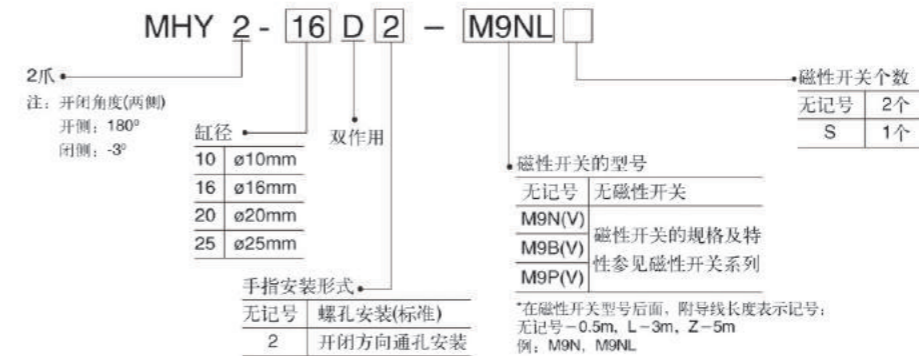 MHY 2 - 16 D 2 - M9NL
2爪
注：开闭角度(两侧)
开侧：180°
闭侧：-3°
缸径
10 ø10mm
16 ø16mm
20 ø20mm
25 ø25mm
双作用
手指安装形式
无记号 螺孔安装(标准)
2 开闭方向通孔安装
磁性开关个数
无记号 2个
S 1个
磁性开关的型号
无记号 无磁性开关
M9N(V)
M9B(V)
M9P(V)
磁性开关的规格及特
性参见磁性开关系列
*在磁性开关型号后面，附导线长度表示记号；
无记号－0.5m，L－3m，Z－5m
例：M9N，M9NL